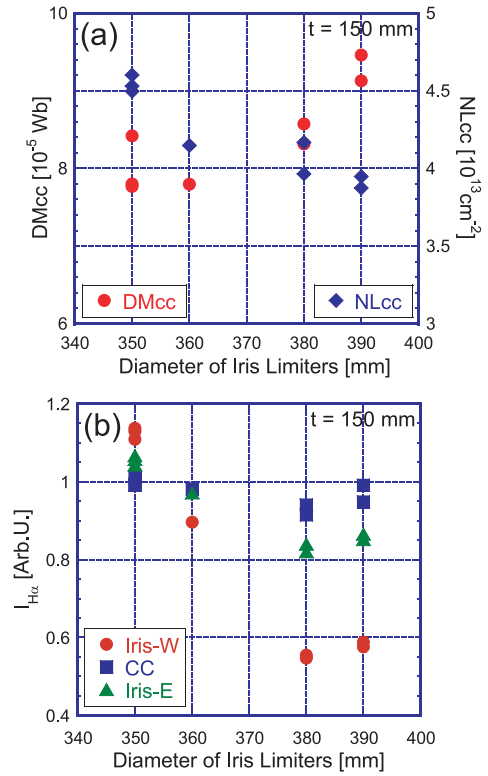 (a)
t = 150 mm
10
8
6
DMcc [10⁻⁵ Wb]
5
4.5
4
3.5
3
NLcc [10¹³cm⁻²]
DMcc
NLcc
340 350 360 370 380 390 400
Diameter of Iris Limiters [mm]
(b)
t = 150 mm
1.2
1
0.8
0.6
0.4
I_Hα [Arb.U.]
Iris-W
CC
Iris-E
340 350 360 370 380 390 400
Diameter of Iris Limiters [mm]